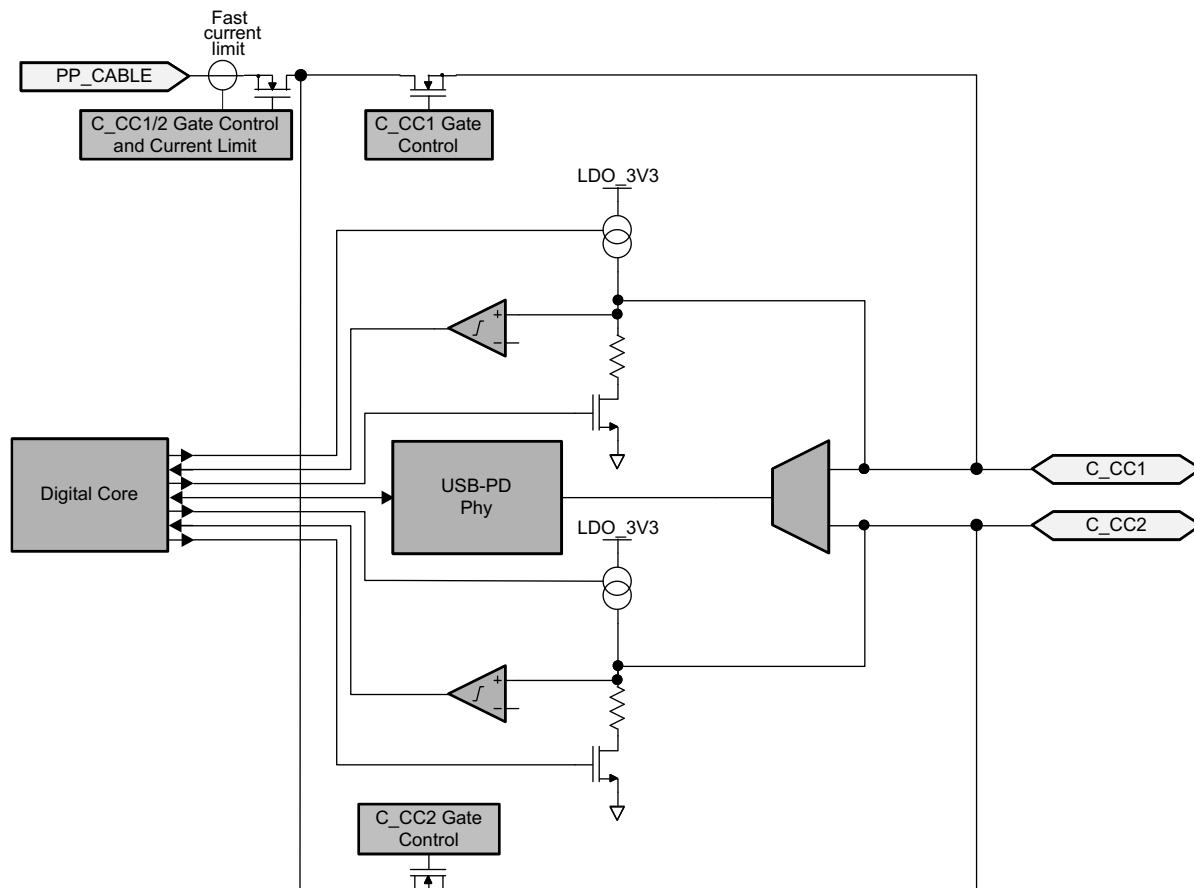 Fast
current
limit
PP_CABLE
C_CC1/2 Gate Control
and Current Limit
C_CC1 Gate
Control
LDO_3V3
+
−
Digital Core
USB-PD
Phy
C_CC1
C_CC2
LDO_3V3
+
−
C_CC2 Gate
Control